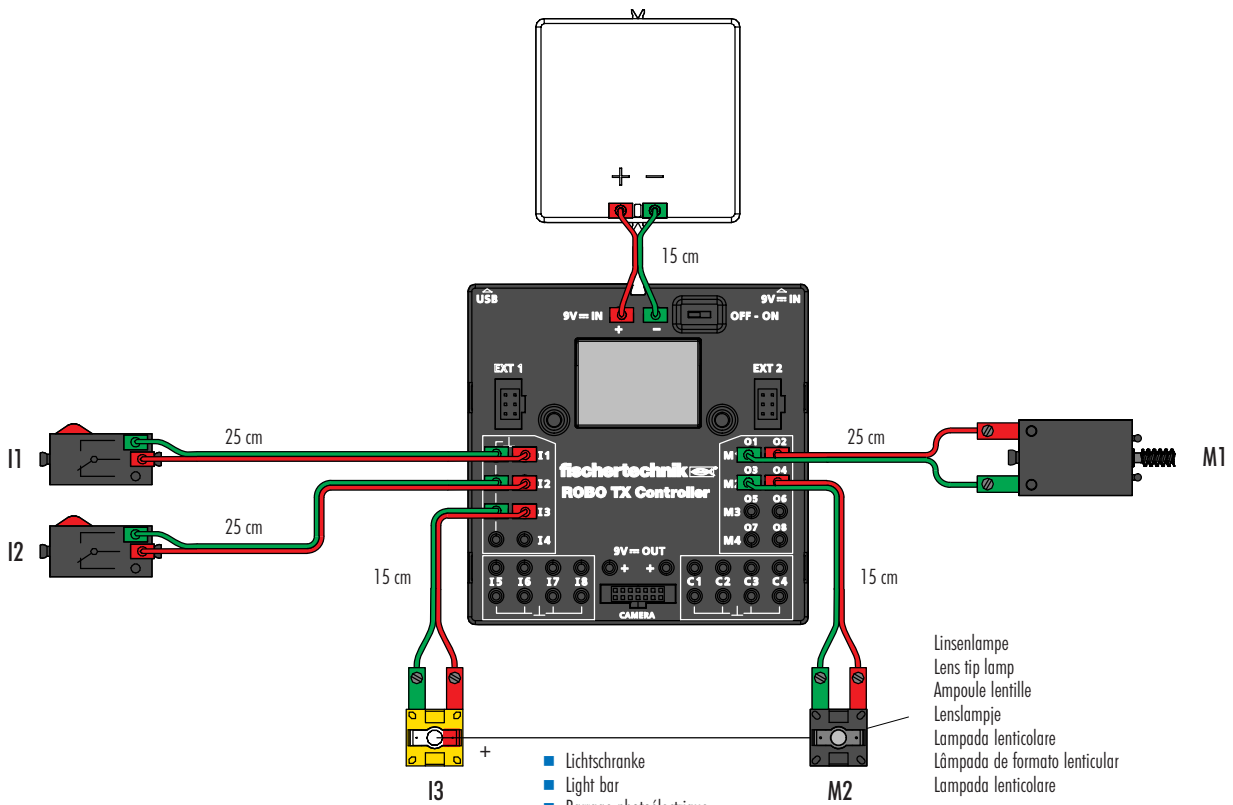 + −
15 cm
USB
9V⎓IN
9V⎓IN
OFF - ON
+ −
EXT 1
EXT 2
I1
25 cm
I1
O1 O2
M1
25 cm
M1
fischertechnik
ROBO TX Controller
I2
O3 O4
M2
I2
25 cm
I3
O5 O6
M3
I4
O7 O8
M4
9V⎓OUT
+ +
15 cm
I5 I6 I7 I8
C1 C2 C3 C4
15 cm
CAMERA
Linsenlampe
Lens tip lamp
Ampoule lentille
Lenslampje
Lampada lenticolare
Lâmpada de formato lenticular
Lampada lenticolare
+
I3
M2
Lichtschranke
Light bar